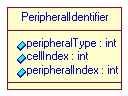 PeripheralIdentifier
peripheralType : int
cellIndex : int
peripheralIndex : int